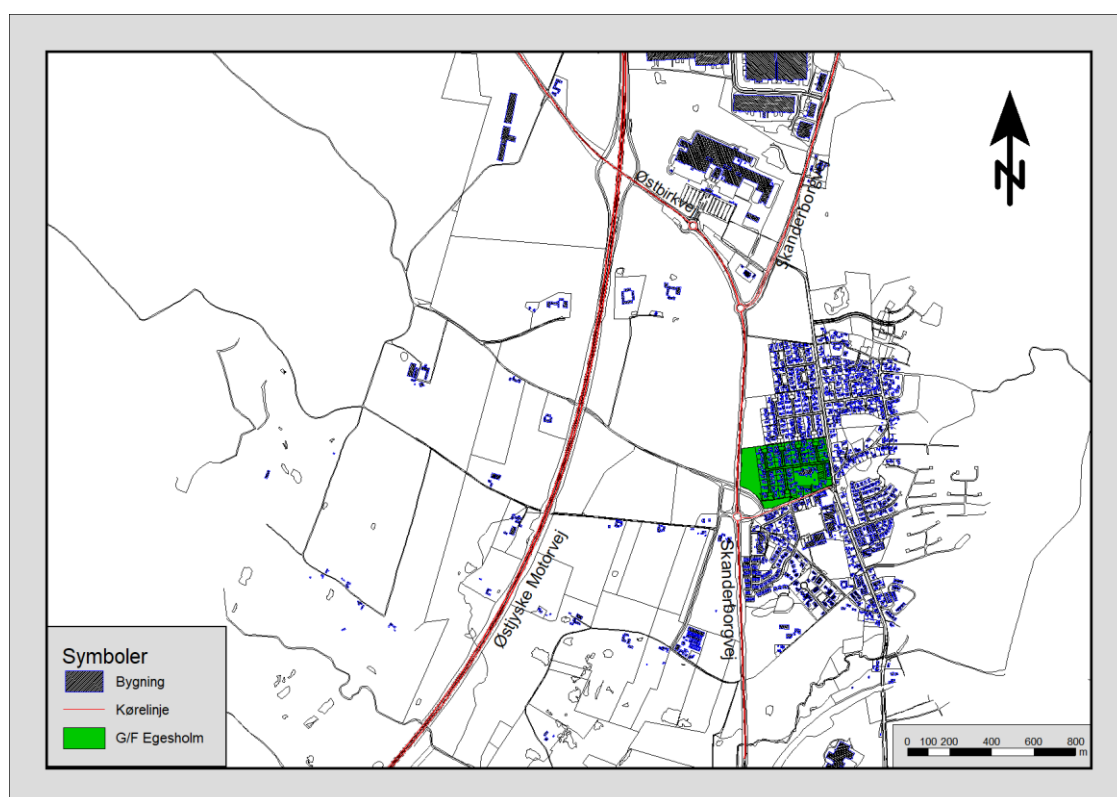 Østbirkvej
Skanderborgvej
Østjyske Motorvej
Skanderborgvej
N
Symboler
Bygning
Kørelinje
G/F Egesholm
0 100 200 400 600 800
m